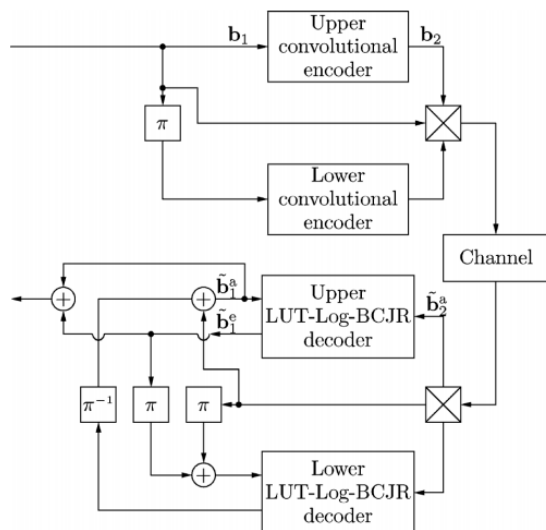 b₁
Upper
convolutional
encoder
b₂
π
Lower
convolutional
encoder
Channel
b̃₁ᵃ
Upper
LUT-Log-BCJR
decoder
b̃₂ᵃ
b̃₁ᵉ
π⁻¹
π
π
Lower
LUT-Log-BCJR
decoder